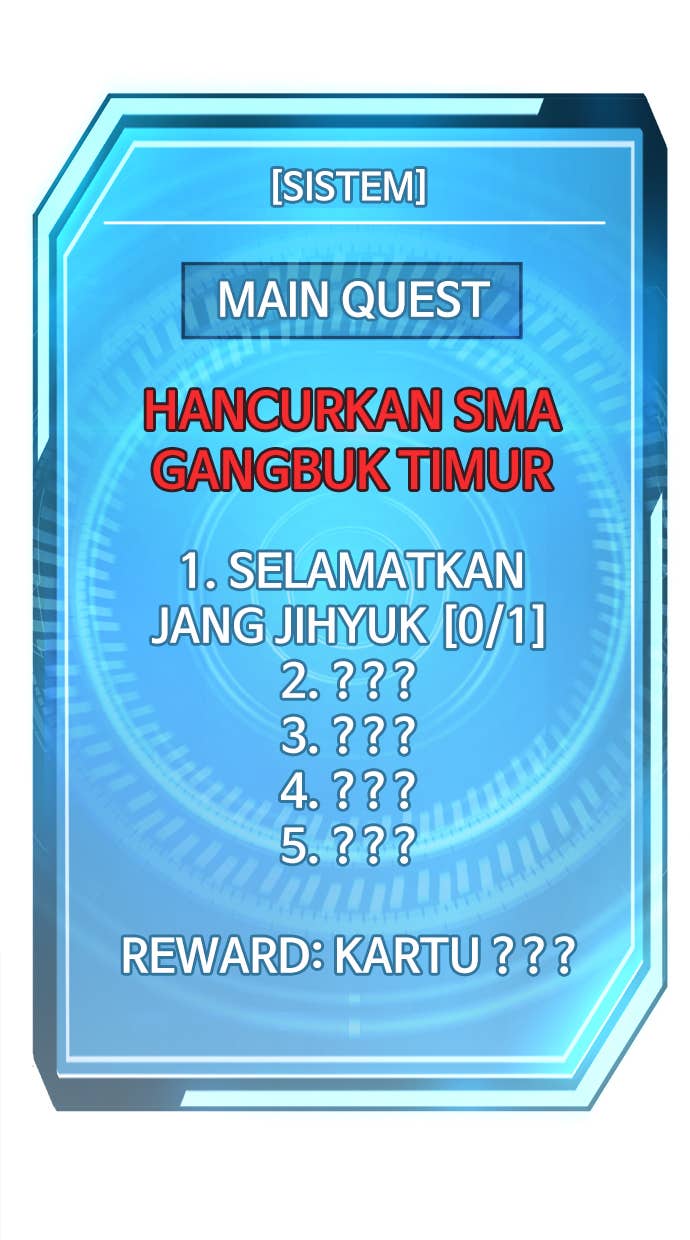 [SISTEM]
MAIN QUEST
HANCURKAN SMA
GANGBUK TIMUR
1. SELAMATKAN
JANG JIHYUK [0/1]
2. ???
3. ???
4. ???
5. ???
REWARD: KARTU ???